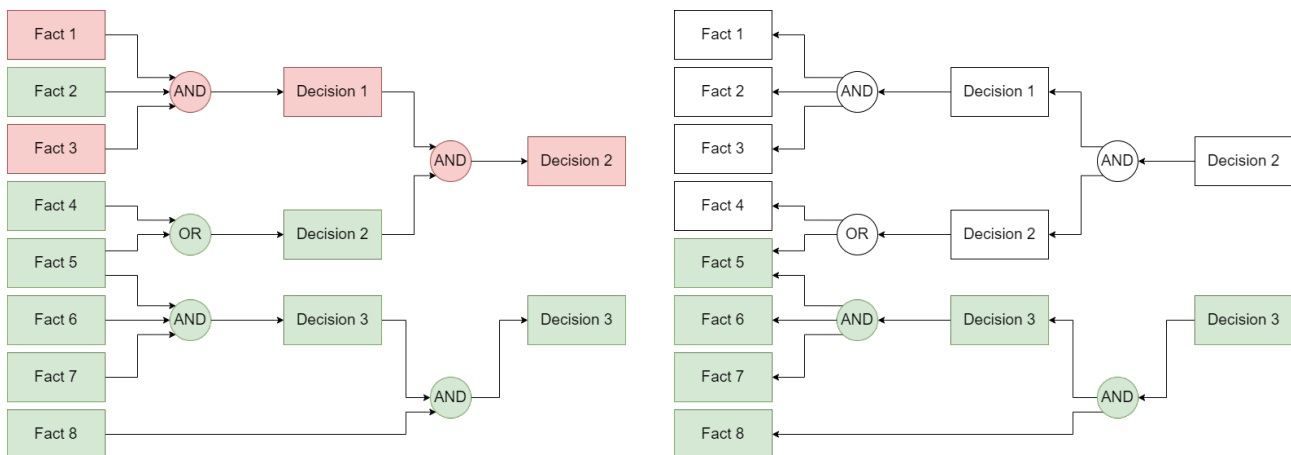 Fact 1
Fact 2
AND
Decision 1
Fact 3
AND
Decision 2
Fact 4
OR
Decision 2
Fact 5
Fact 6
AND
Decision 3
Decision 3
Fact 7
AND
Fact 8
Fact 1
Fact 2
AND
Decision 1
Fact 3
AND
Decision 2
Fact 4
OR
Decision 2
Fact 5
Fact 6
AND
Decision 3
Decision 3
Fact 7
AND
Fact 8